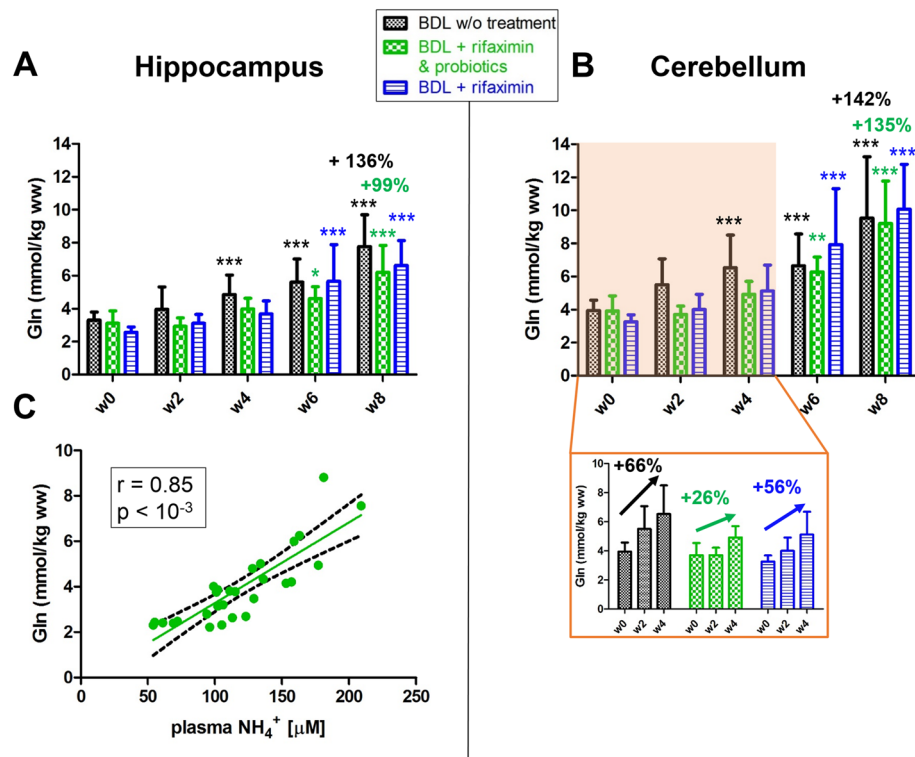 BDL w/o treatment
BDL + rifaximin
& probiotics
BDL + rifaximin
A
Hippocampus
+ 136%
+99%
*** *** *** *** * *** ***
Gln (mmol/kg ww)
14
12
10
8
6
4
2
0
w0 w2 w4 w6 w8
B
Cerebellum
+142%
+135%
*** *** ** *** *** *** ***
Gln (mmol/kg ww)
14
12
10
8
6
4
2
0
w0 w2 w4 w6 w8
C
r = 0.85
p < 10⁻³
Gln (mmol/kg ww)
10
8
6
4
2
0
0 50 100 150 200 250
plasma NH₄⁺ [µM]
+66%
+26%
+56%
Gln (mmol/kg ww)
10
8
6
4
2
0
w0 w2 w4 w0 w2 w4 w0 w2 w4